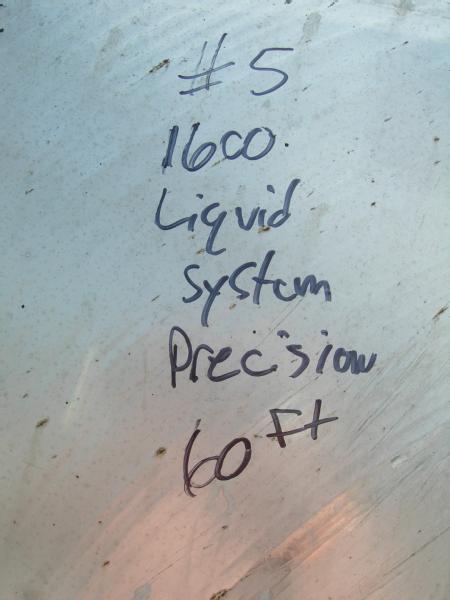 #5
1600
Liquid
system
Precision
60 Ft